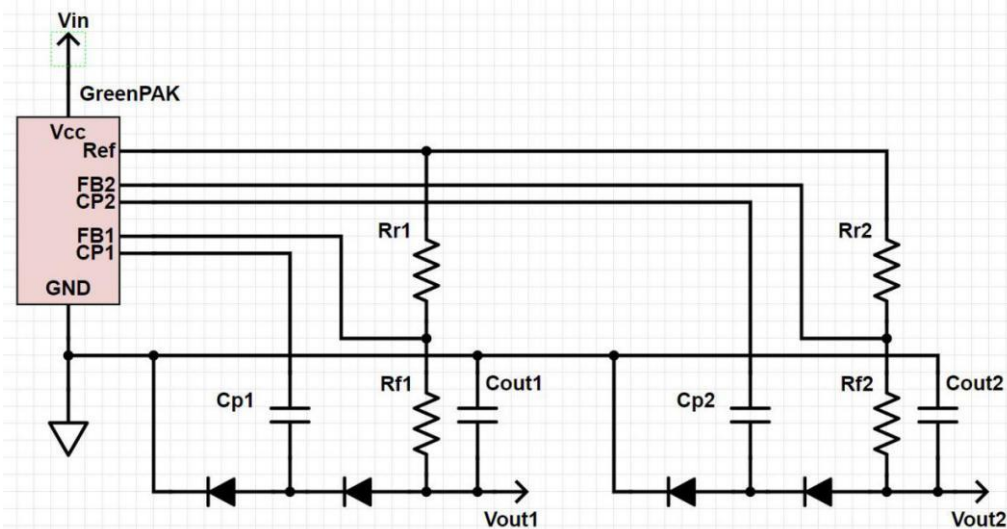 Vin
GreenPAK
Vcc
Ref
FB2
CP2
FB1
CP1
GND
Rr1
Rr2
Cp1
Rf1
Cout1
Cp2
Rf2
Cout2
Vout1
Vout2